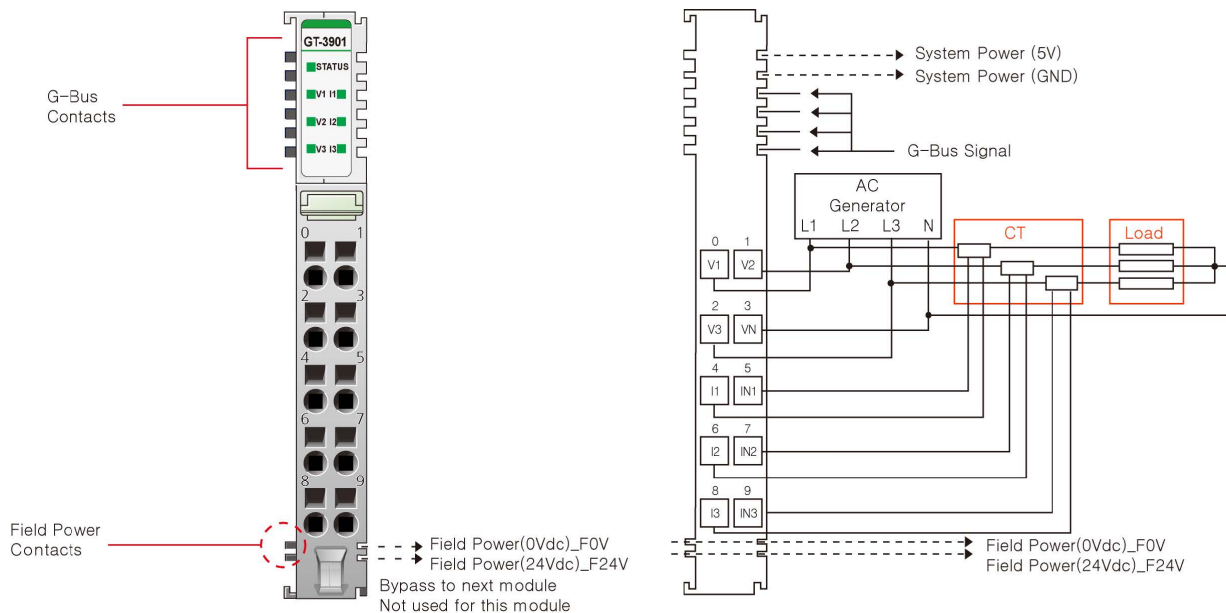 GT-3901
STATUS
V1 I1
V2 I2
V3 I3
G-Bus
Contacts
0 1
2 3
4 5
6 7
8 9
Field Power
Contacts
Field Power(0Vdc)_F0V
Field Power(24Vdc)_F24V
Bypass to next module
Not used for this module
System Power (5V)
System Power (GND)
G-Bus Signal
AC
Generator
L1 L2 L3 N
CT
Load
0 1
V1 V2
2 3
V3 VN
4 5
I1 IN1
6 7
I2 IN2
8 9
I3 IN3
Field Power(0Vdc)_F0V
Field Power(24Vdc)_F24V